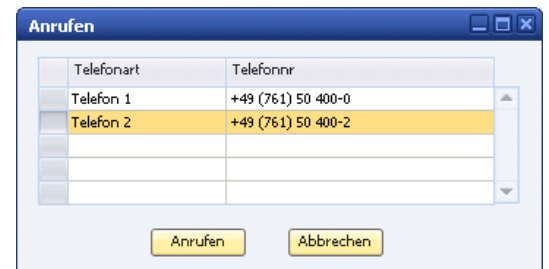 Anrufen
Telefonart Telefonnr
Telefon 1 +49 (761) 50 400-0
Telefon 2 +49 (761) 50 400-2
Anrufen Abbrechen